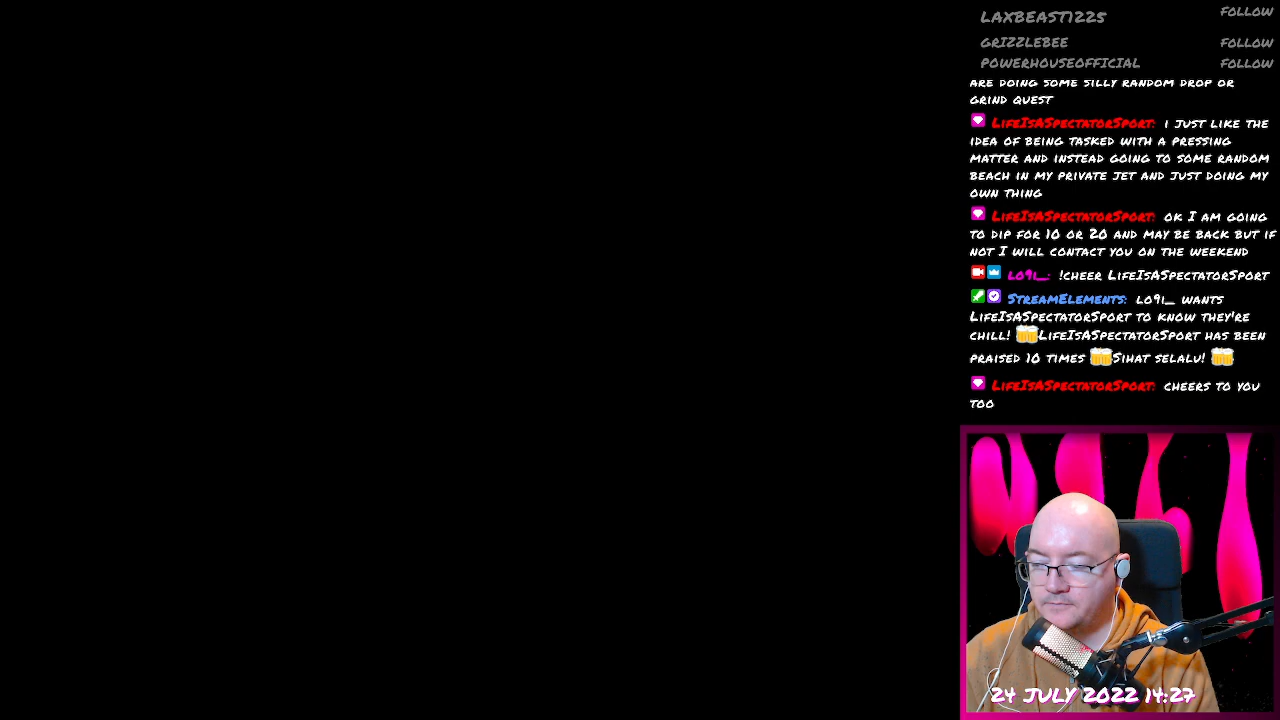 LAXBEAST1225 FOLLOW
GRIZZLEBEE FOLLOW
POWERHOUSEOFFICIAL FOLLOW
ARE DOING SOME SILLY RANDOM DROP OR
GRIND QUEST
LifeIsASpectatorSport: I JUST LIKE THE
IDEA OF BEING TASKED WITH A PRESSING
MATTER AND INSTEAD GOING TO SOME RANDOM
BEACH IN MY PRIVATE JET AND JUST DOING MY
OWN THING
LifeIsASpectatorSport: OK I AM GOING
TO DIP FOR 10 OR 20 AND MAY BE BACK BUT IF
NOT I WILL CONTACT YOU ON THE WEEKEND
LO9I_: !CHEER LifeIsASpectatorSport
StreamElements: LO9I_ WANTS
LifeIsASpectatorSport TO KNOW THEY'RE
CHILL! 🍻LifeIsASpectatorSport HAS BEEN
PRAISED 10 TIMES 🍻SIHAT SELALU! 🍻
LifeIsASpectatorSport: CHEERS TO YOU
TOO
24 JULY 2022 14:27